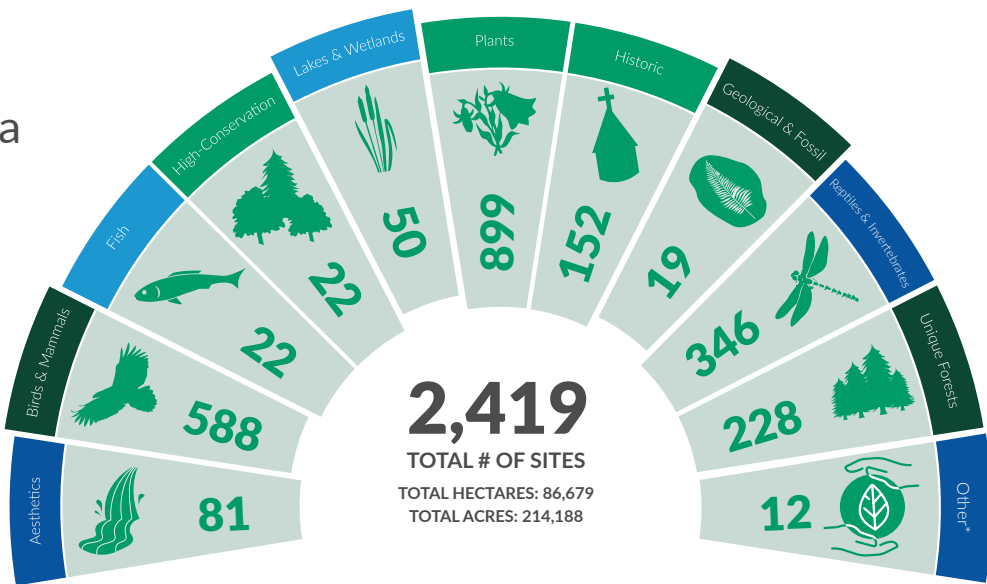 a
Aesthetics
81
Birds & Mammals
588
Fish
22
High-Conservation
22
Lakes & Wetlands
50
Plants
899
Historic
152
Geological & Fossil
19
Reptiles & Invertebrates
346
Unique Forests
228
Other*
12
2,419
TOTAL # OF SITES
TOTAL HECTARES: 86,679
TOTAL ACRES: 214,188